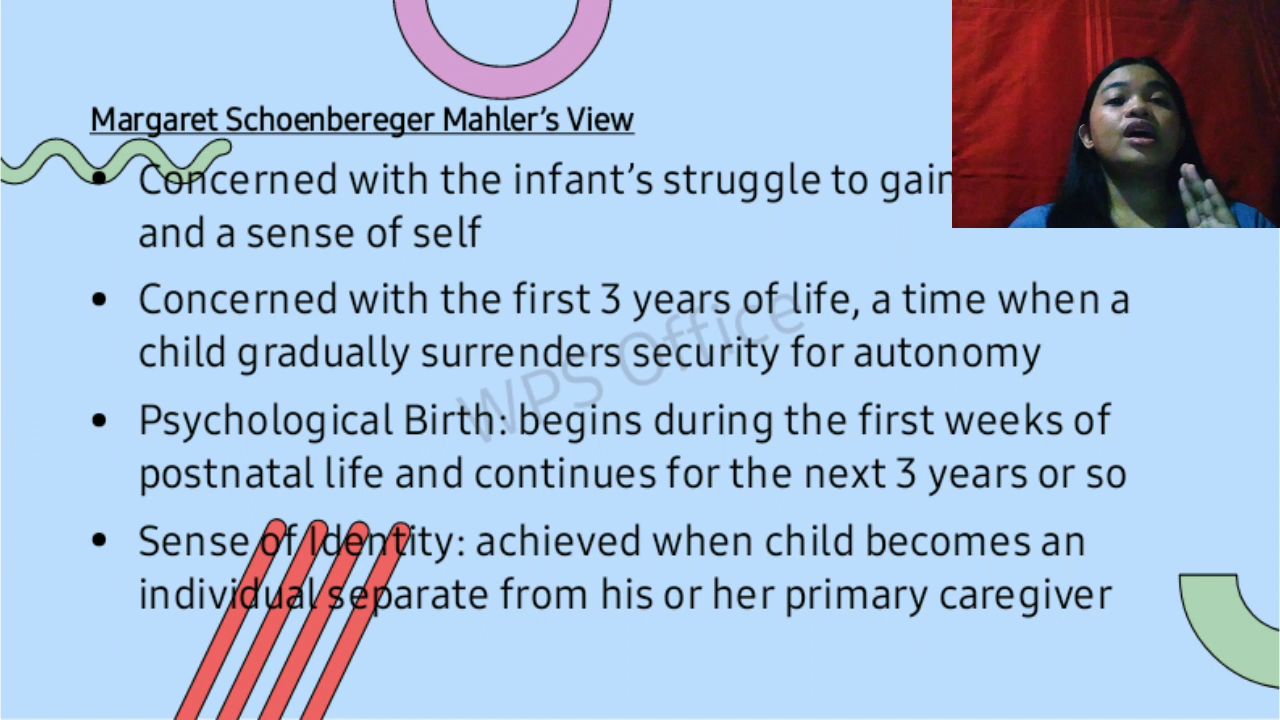 Margaret Schoenbereger Mahler's View
• Concerned with the infant's struggle to gain
and a sense of self
• Concerned with the first 3 years of life, a time when a
child gradually surrenders security for autonomy
• Psychological Birth: begins during the first weeks of
postnatal life and continues for the next 3 years or so
• Sense of Identity: achieved when child becomes an
individual separate from his or her primary caregiver
WPS Office